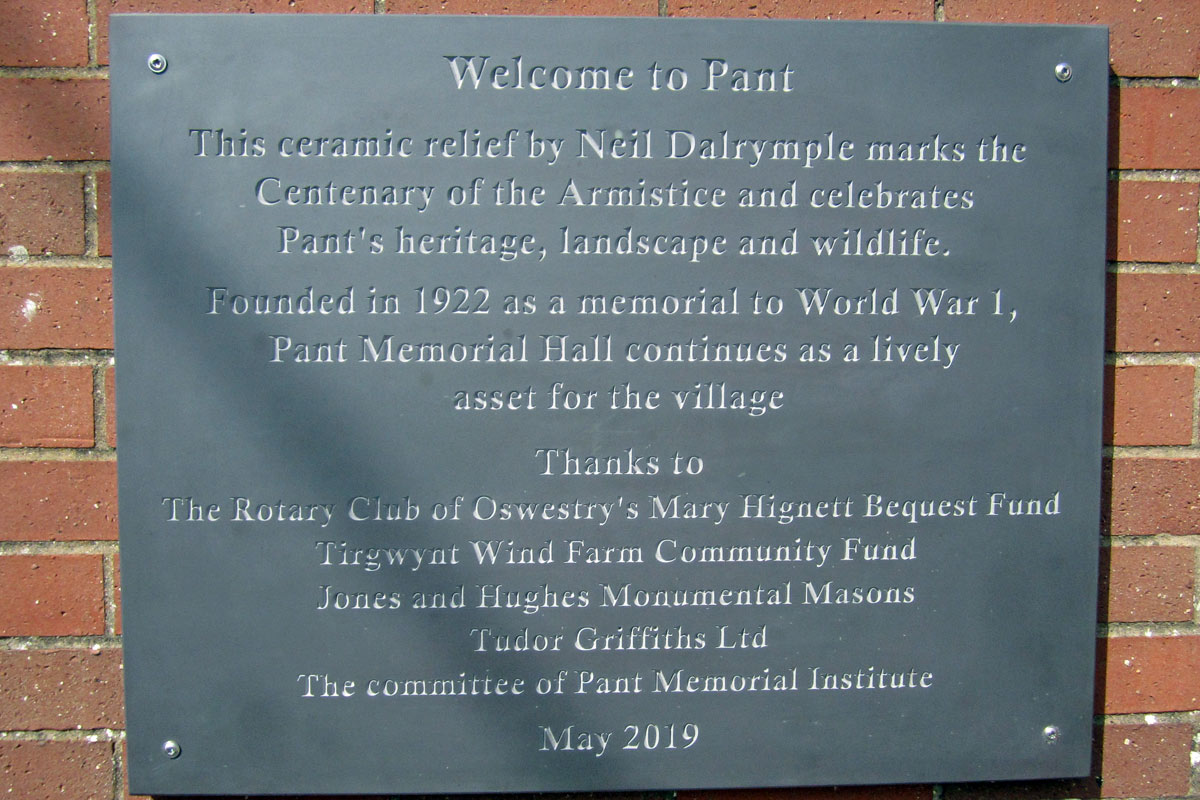 Welcome to Pant
This ceramic relief by Neil Dalrymple marks the
Centenary of the Armistice and celebrates
Pant's heritage, landscape and wildlife.
Founded in 1922 as a memorial to World War 1,
Pant Memorial Hall continues as a lively
asset for the village
Thanks to
The Rotary Club of Oswestry's Mary Hignett Bequest Fund
Tirgwynt Wind Farm Community Fund
Jones and Hughes Monumental Masons
Tudor Griffiths Ltd
The committee of Pant Memorial Institute
May 2019